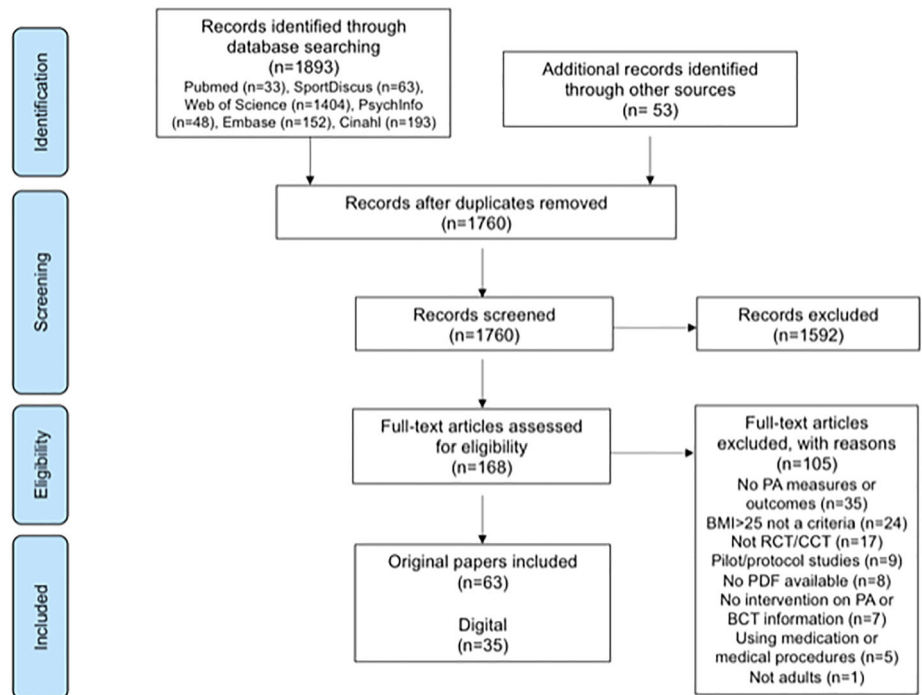 Identification
Records identified through
database searching
(n=1893)
Pubmed (n=33), SportDiscus (n=63),
Web of Science (n=1404), PsychInfo
(n=48), Embase (n=152), Cinahl (n=193)
Additional records identified
through other sources
(n= 53)
Screening
Records after duplicates removed
(n=1760)
Records screened
(n=1760)
Records excluded
(n=1592)
Eligibility
Full-text articles assessed
for eligibility
(n=168)
Full-text articles
excluded, with reasons
(n=105)
No PA measures or
outcomes (n=35)
BMI>25 not a criteria (n=24)
Not RCT/CCT (n=17)
Pilot/protocol studies (n=9)
No PDF available (n=8)
No intervention on PA or
BCT information (n=7)
Using medication or
medical procedures (n=5)
Not adults (n=1)
Included
Original papers included
(n=63)
Digital
(n=35)